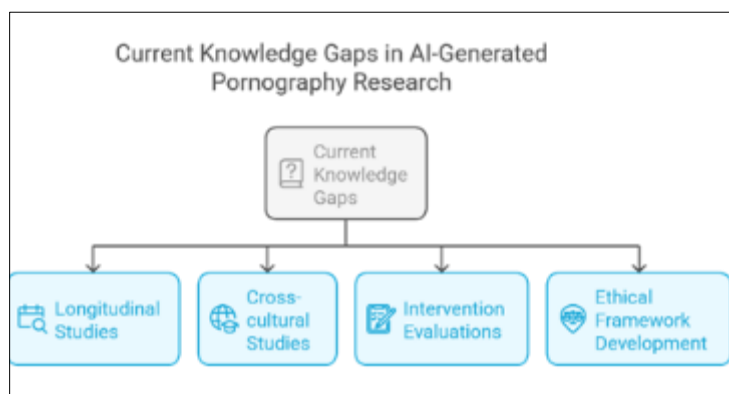 Current Knowledge Gaps in AI-Generated
Pornography Research
Current
Knowledge
Gaps
Longitudinal
Studies
Cross-
cultural
Studies
Intervention
Evaluations
Ethical
Framework
Development